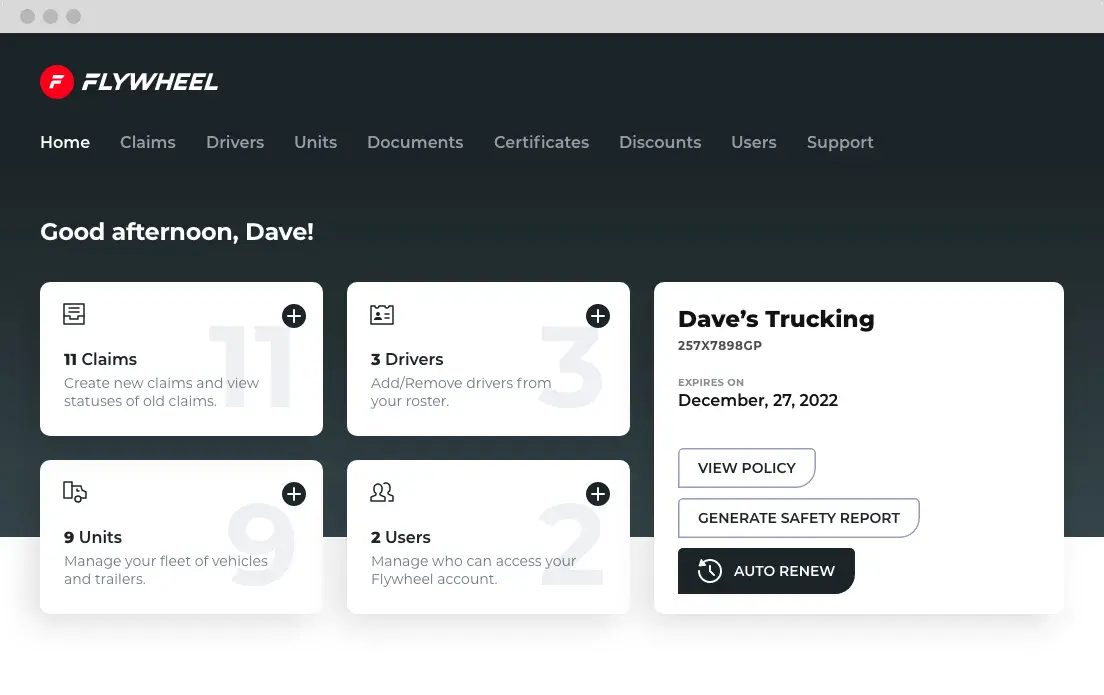 FLYWHEEL
Home Claims Drivers Units Documents Certificates Discounts Users Support
Good afternoon, Dave!
11
11 Claims
Create new claims and view
statuses of old claims.
3
3 Drivers
Add/Remove drivers from
your roster.
9
9 Units
Manage your fleet of vehicles
and trailers.
2
2 Users
Manage who can access your
Flywheel account.
Dave’s Trucking
257X7898GP
EXPIRES ON
December, 27, 2022
VIEW POLICY
GENERATE SAFETY REPORT
AUTO RENEW